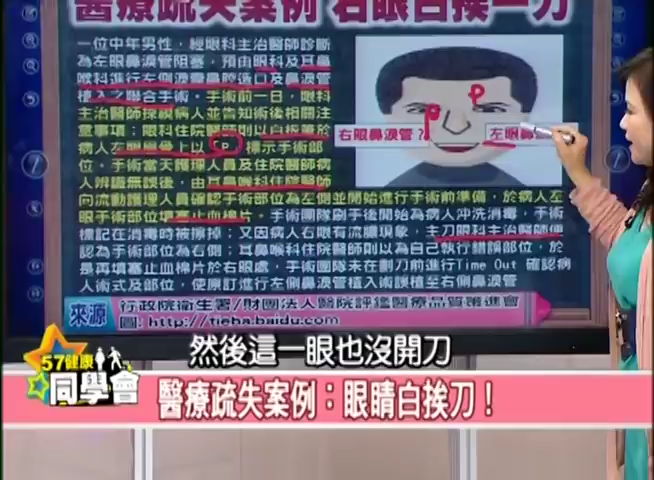 醫療疏失案例 右眼白挨一刀
一位中年男性，經眼科主治醫師診斷
為左眼鼻淚管阻塞，預由眼科及耳鼻
喉科進行左側淚囊鼻腔造口及鼻淚管
植入之聯合手術。手術前一日，眼科
主治醫師探視病人並告知術後相關注
意事項；眼科住院醫師則以白板筆於
病人左眼眉骨上以 P 標示手術部
位。手術當天護理人員及住院醫師病
人辨識無誤後，由耳鼻喉科住院醫師
向流動護理人員確認手術部位為左側並開始進行手術前準備，於病人左
眼手術部位填塞止血棉片。手術團隊刷手後開始為病人沖洗消毒，手術
標記在消毒時被擦掉；又因病人右眼有流膿現象，主刀眼科主治醫師便
認為手術部位為右側；耳鼻喉科住院醫師則以為自己執行錯誤部位，於
是再填塞止血棉片於右眼處，手術團隊未在劃刀前進行Time Out 確認病
人術式及部位，使原訂進行左側鼻淚管植入術誤植至右側鼻淚管
P
P
右眼鼻淚管？
左眼鼻
來源
行政院衛生署/財團法人醫院評鑑醫療品質策進會
圖：http://tieba.baidu.com
然後這一眼也沒開刀
57健康
同學會
醫療疏失案例：眼睛白挨刀！